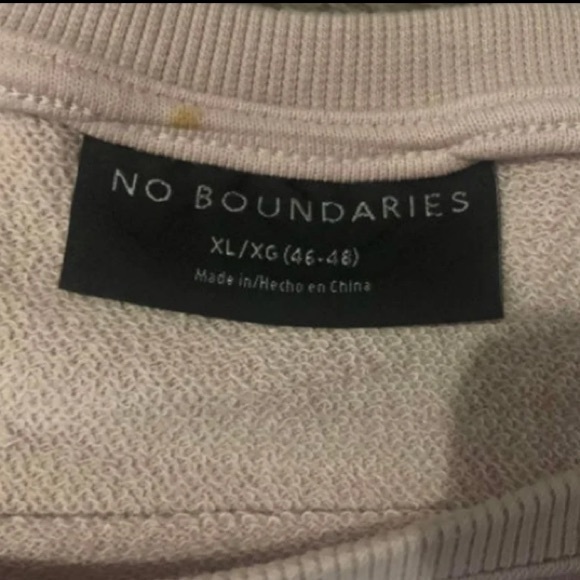 NO BOUNDARIES
XL/XG (46-48)
Made in/Hecho en China